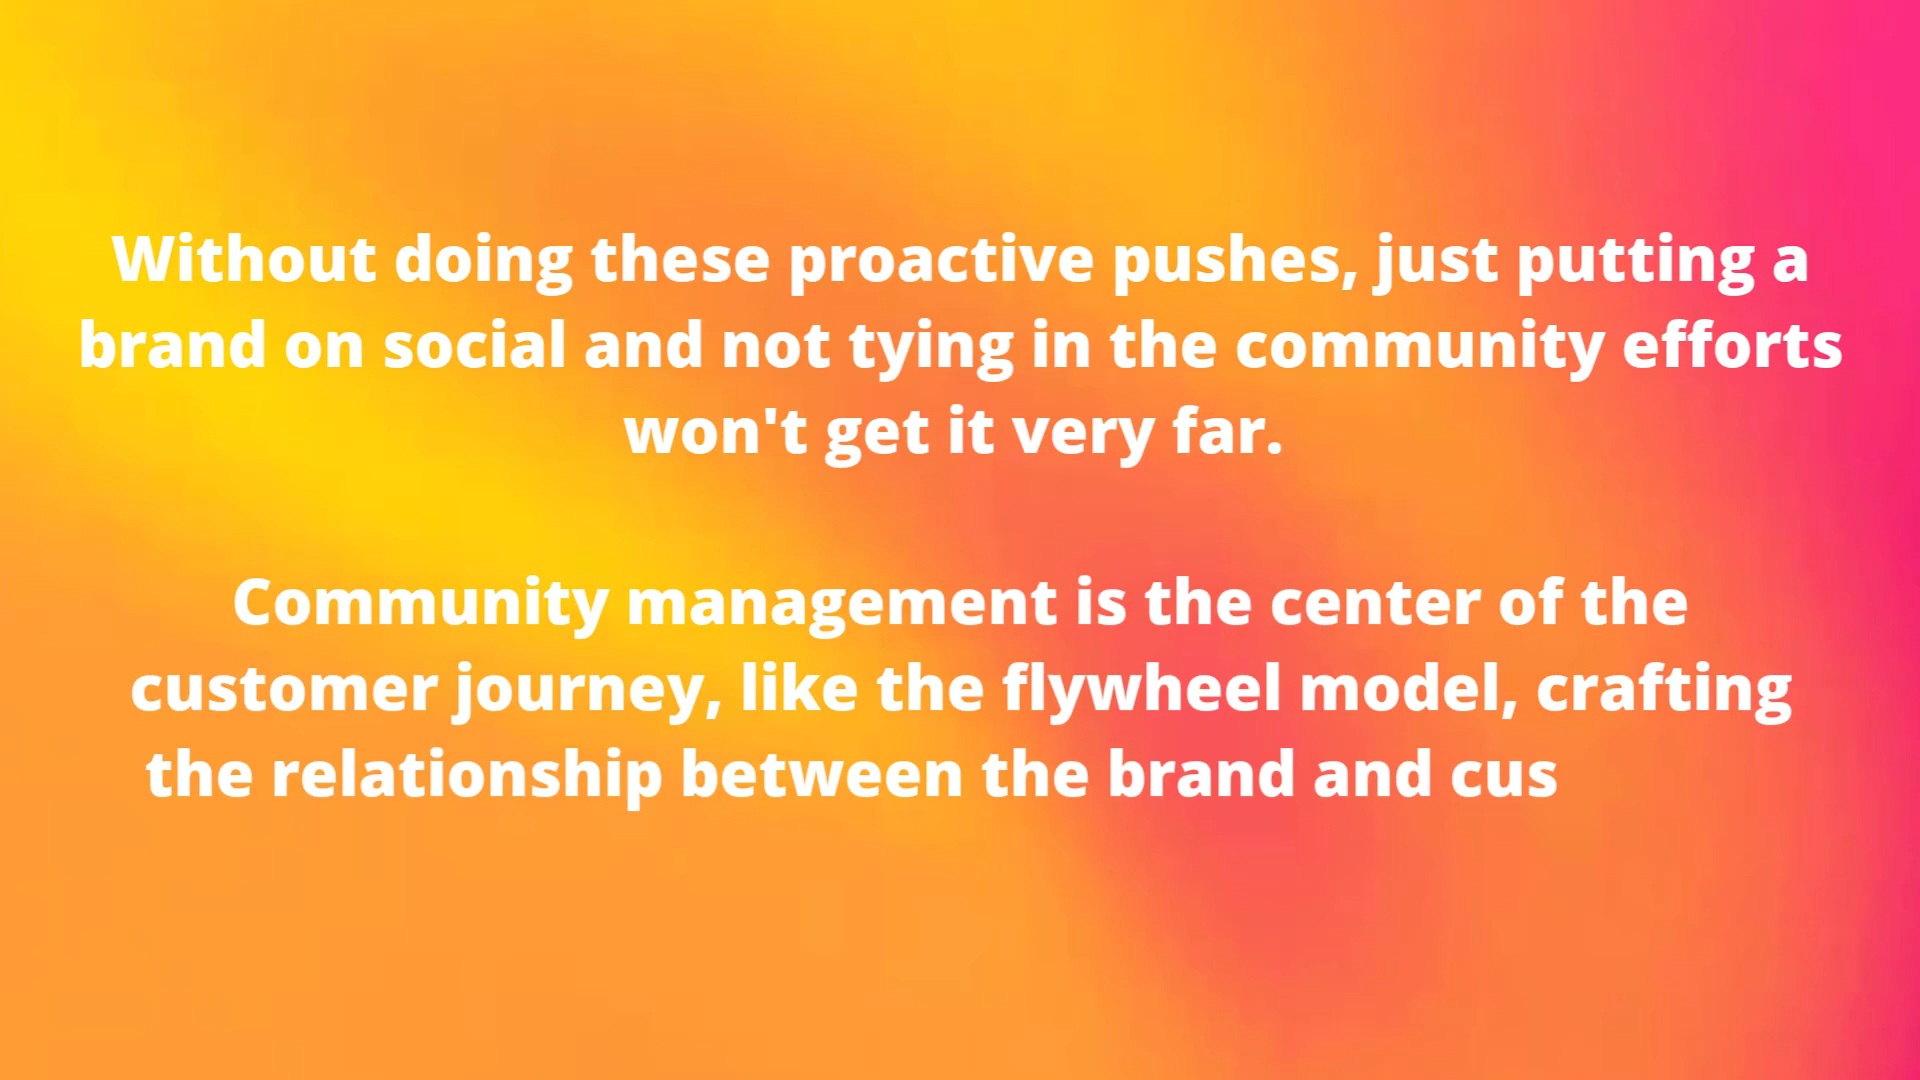 Without doing these proactive pushes, just putting a
brand on social and not tying in the community efforts
won't get it very far.
Community management is the center of the
customer journey, like the flywheel model, crafting
the relationship between the brand and cus